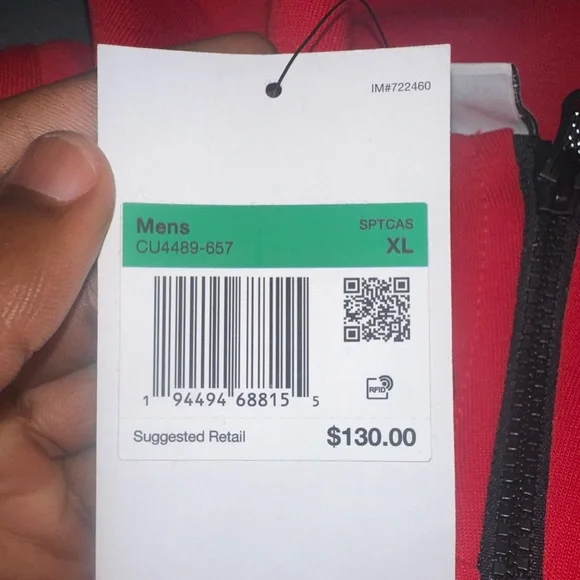 IM#722460
Mens SPTCAS
CU4489-657 XL
RFID
1 94494 68815 5
Suggested Retail $130.00